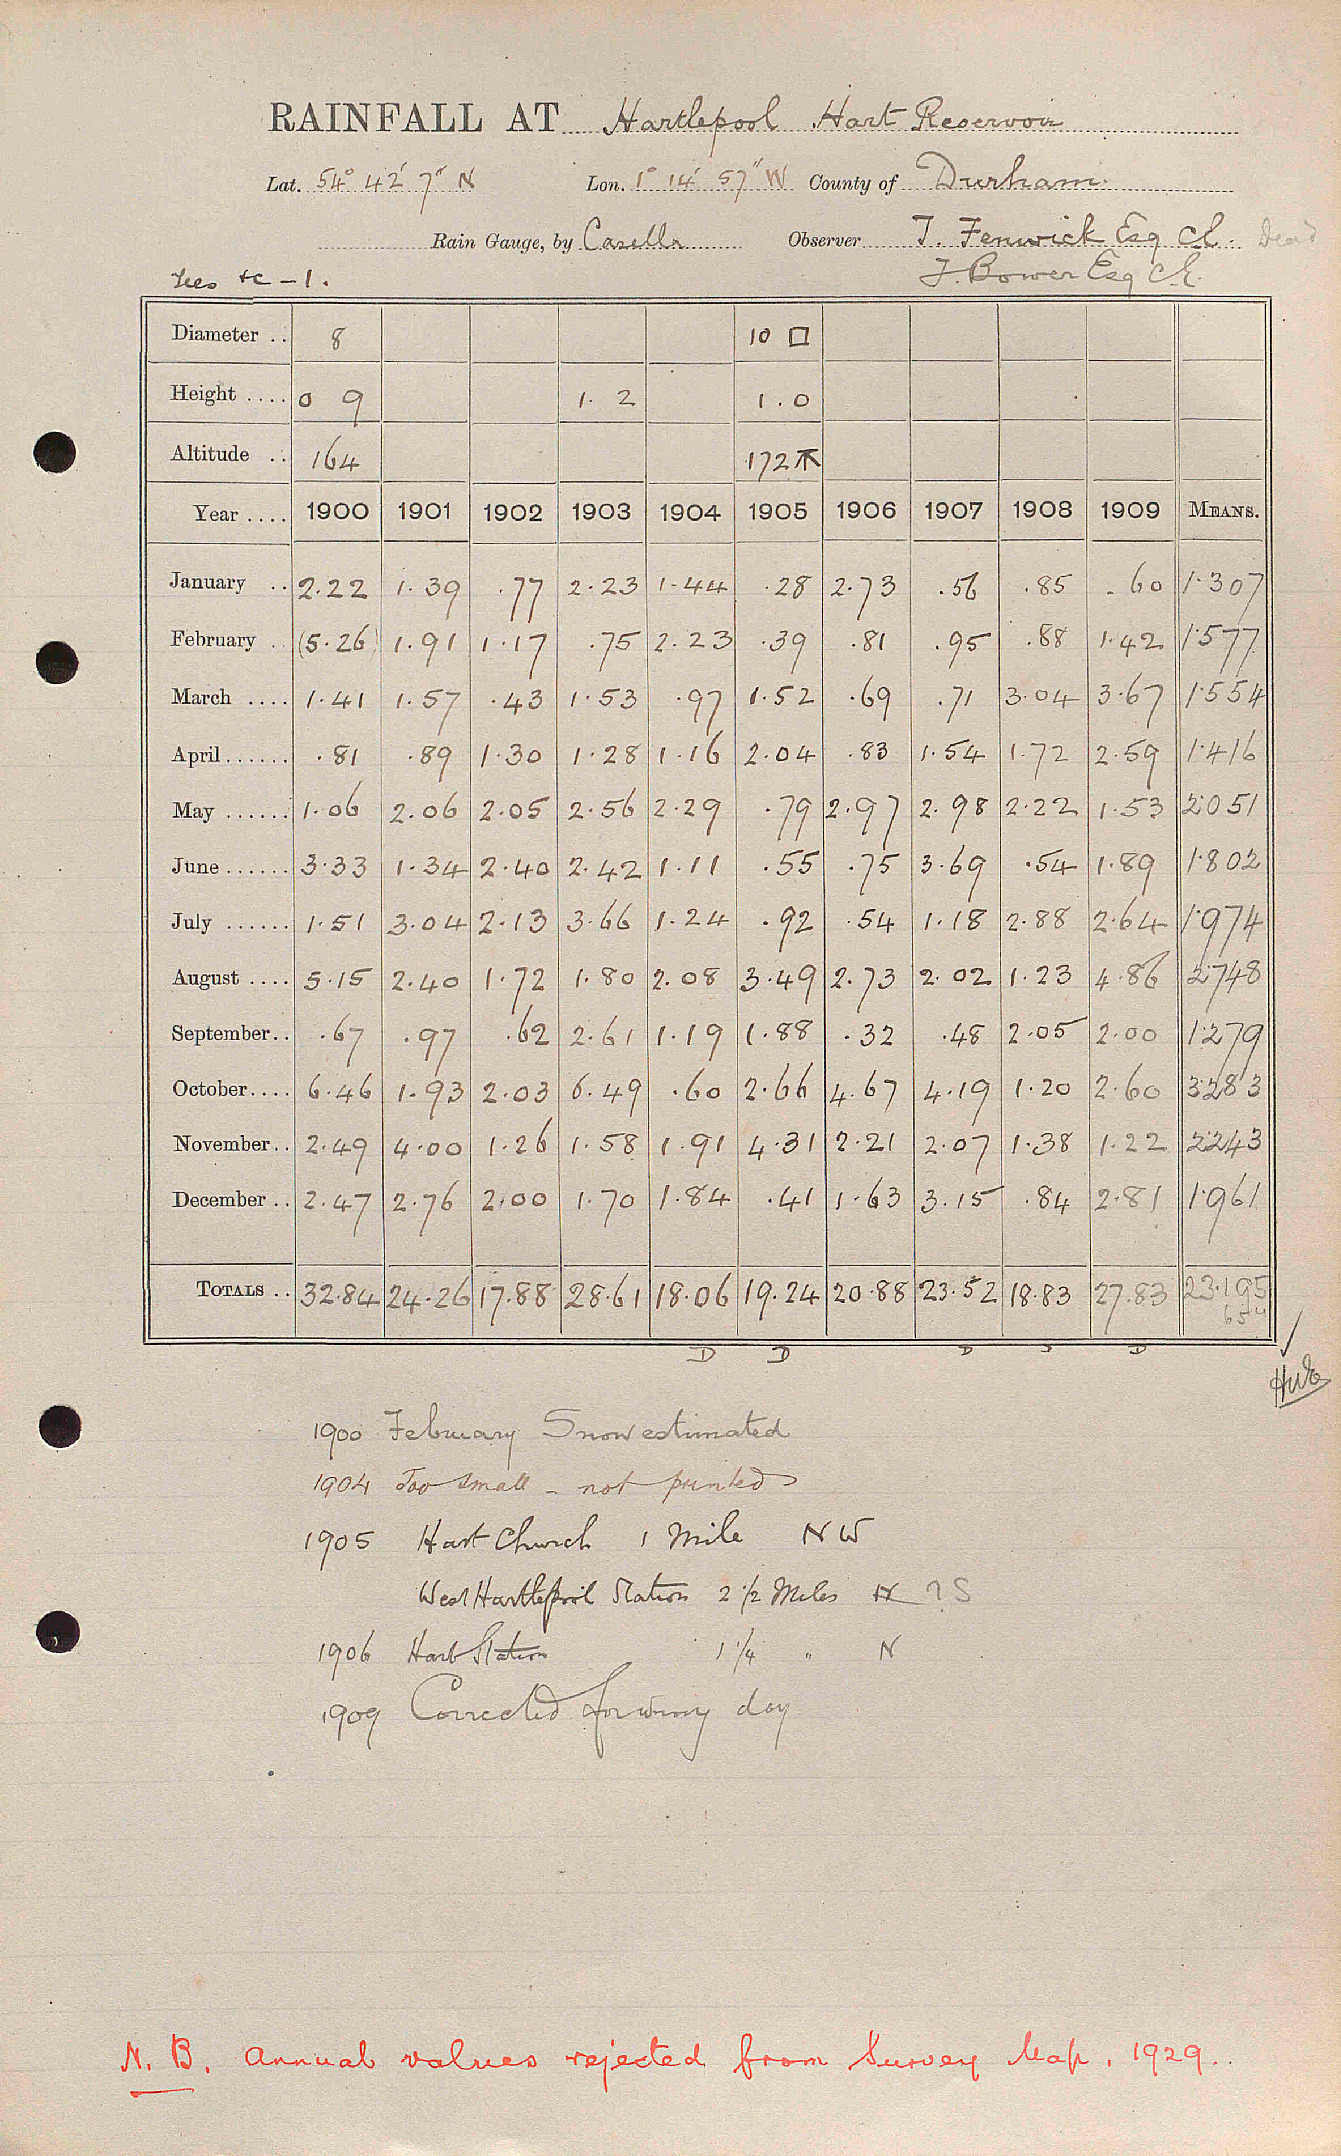 RAINFALL AT Hartlepool Hart Reservoir
Lat. 54° 42' 7" N Lon. 1° 14' 57" W County of Durham
Rain Gauge, by Casella Observer T. Fenwick Esq CE Dead
Tees &c - 1. J. Bower Esq CE
Diameter .. 8 10 □
Height .... 0 9 1. 2 1.0
Altitude .. 164 172
Year .... 1900 1901 1902 1903 1904 1905 1906 1907 1908 1909 MEANS.
January .. 2.22 1.39 .77 2.23 1.44 .28 2.73 .56 .85 .60 1.307
February .. (5.26) 1.91 1.17 .75 2.23 .39 .81 .95 .88 1.42 1.577
March .... 1.41 1.57 .43 1.53 .97 1.52 .69 .71 3.04 3.67 1.554
April ...... .81 .89 1.30 1.28 1.16 2.04 .83 1.54 1.72 2.59 1.416
May ...... 1.06 2.06 2.05 2.56 2.29 .79 2.97 2.98 2.22 1.53 2.051
June ...... 3.33 1.34 2.40 2.42 1.11 .55 .75 3.69 .54 1.89 1.802
July ...... 1.51 3.04 2.13 3.66 1.24 .92 .54 1.18 2.88 2.64 1.974
August .... 5.15 2.40 1.72 1.80 2.08 3.49 2.73 2.02 1.23 4.86 2.748
September .. .67 .97 .62 2.61 1.19 1.88 .32 .48 2.05 2.00 1.279
October .... 6.46 1.93 2.03 6.49 .60 2.66 4.67 4.19 1.20 2.60 3.283
November .. 2.49 4.00 1.26 1.58 1.91 4.31 2.21 2.07 1.38 1.22 2.243
December .. 2.47 2.76 2.00 1.70 1.84 .41 1.63 3.15 .84 2.81 1.961
TOTALS .. 32.84 24.26 17.88 28.61 18.06 19.24 20.88 23.52 18.83 27.83 23.195
D D D S D
1900 February Snow estimated
1904 Too small - not printed
1905 Hart Church 1 Mile NW
West Hartlepool Station 2 1/2 Miles ? S
1906 Hart Station 1 1/4 " N
1909 Corrected for wrong day
N.B. Annual values rejected from Survey Map, 1929.